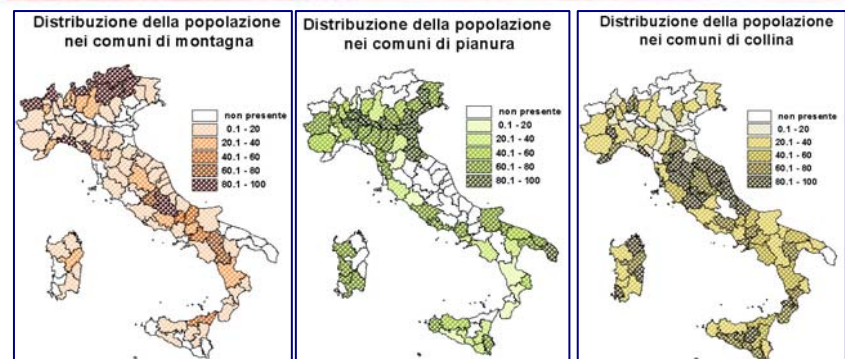 Distribuzione della popolazione
nei comuni di montagna
non presente
0.1 - 20
20.1 - 40
40.1 - 60
60.1 - 80
80.1 - 100
Distribuzione della popolazione
nei comuni di pianura
non presente
0.1 - 20
20.1 - 40
40.1 - 60
60.1 - 80
80.1 - 100
Distribuzione della popolazione
nei comuni di collina
non presente
0.1 - 20
20.1 - 40
40.1 - 60
60.1 - 80
80.1 - 100